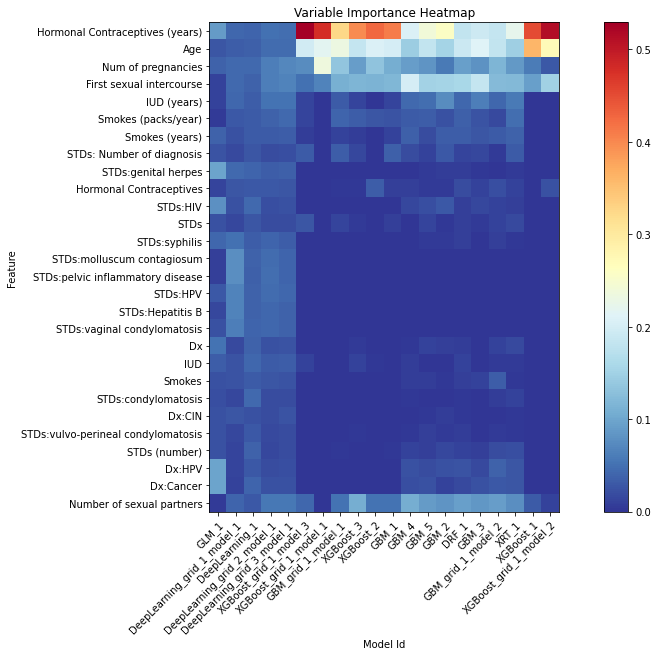 Variable Importance Heatmap
Hormonal Contraceptives (years)
Age
Num of pregnancies
First sexual intercourse
IUD (years)
Smokes (packs/year)
Smokes (years)
STDs: Number of diagnosis
STDs:genital herpes
Hormonal Contraceptives
STDs:HIV
STDs
STDs:syphilis
STDs:molluscum contagiosum
STDs:pelvic inflammatory disease
STDs:HPV
STDs:Hepatitis B
STDs:vaginal condylomatosis
Dx
IUD
Smokes
STDs:condylomatosis
Dx:CIN
STDs:vulvo-perineal condylomatosis
STDs (number)
Dx:HPV
Dx:Cancer
Number of sexual partners
Feature
GLM_1
DeepLearning_grid_1_model_1
DeepLearning_1
DeepLearning_grid_2_model_1
DeepLearning_grid_3_model_1
XGBoost_grid_1_model_3
XGBoost_grid_1_model_1
GBM_grid_1_model_1
XGBoost_3
XGBoost_2
GBM_1
GBM_4
GBM_5
GBM_2
DRF_1
GBM_3
GBM_grid_1_model_2
XRT_1
XGBoost_1
XGBoost_grid_1_model_2
Model Id
0.5
0.4
0.3
0.2
0.1
0.0